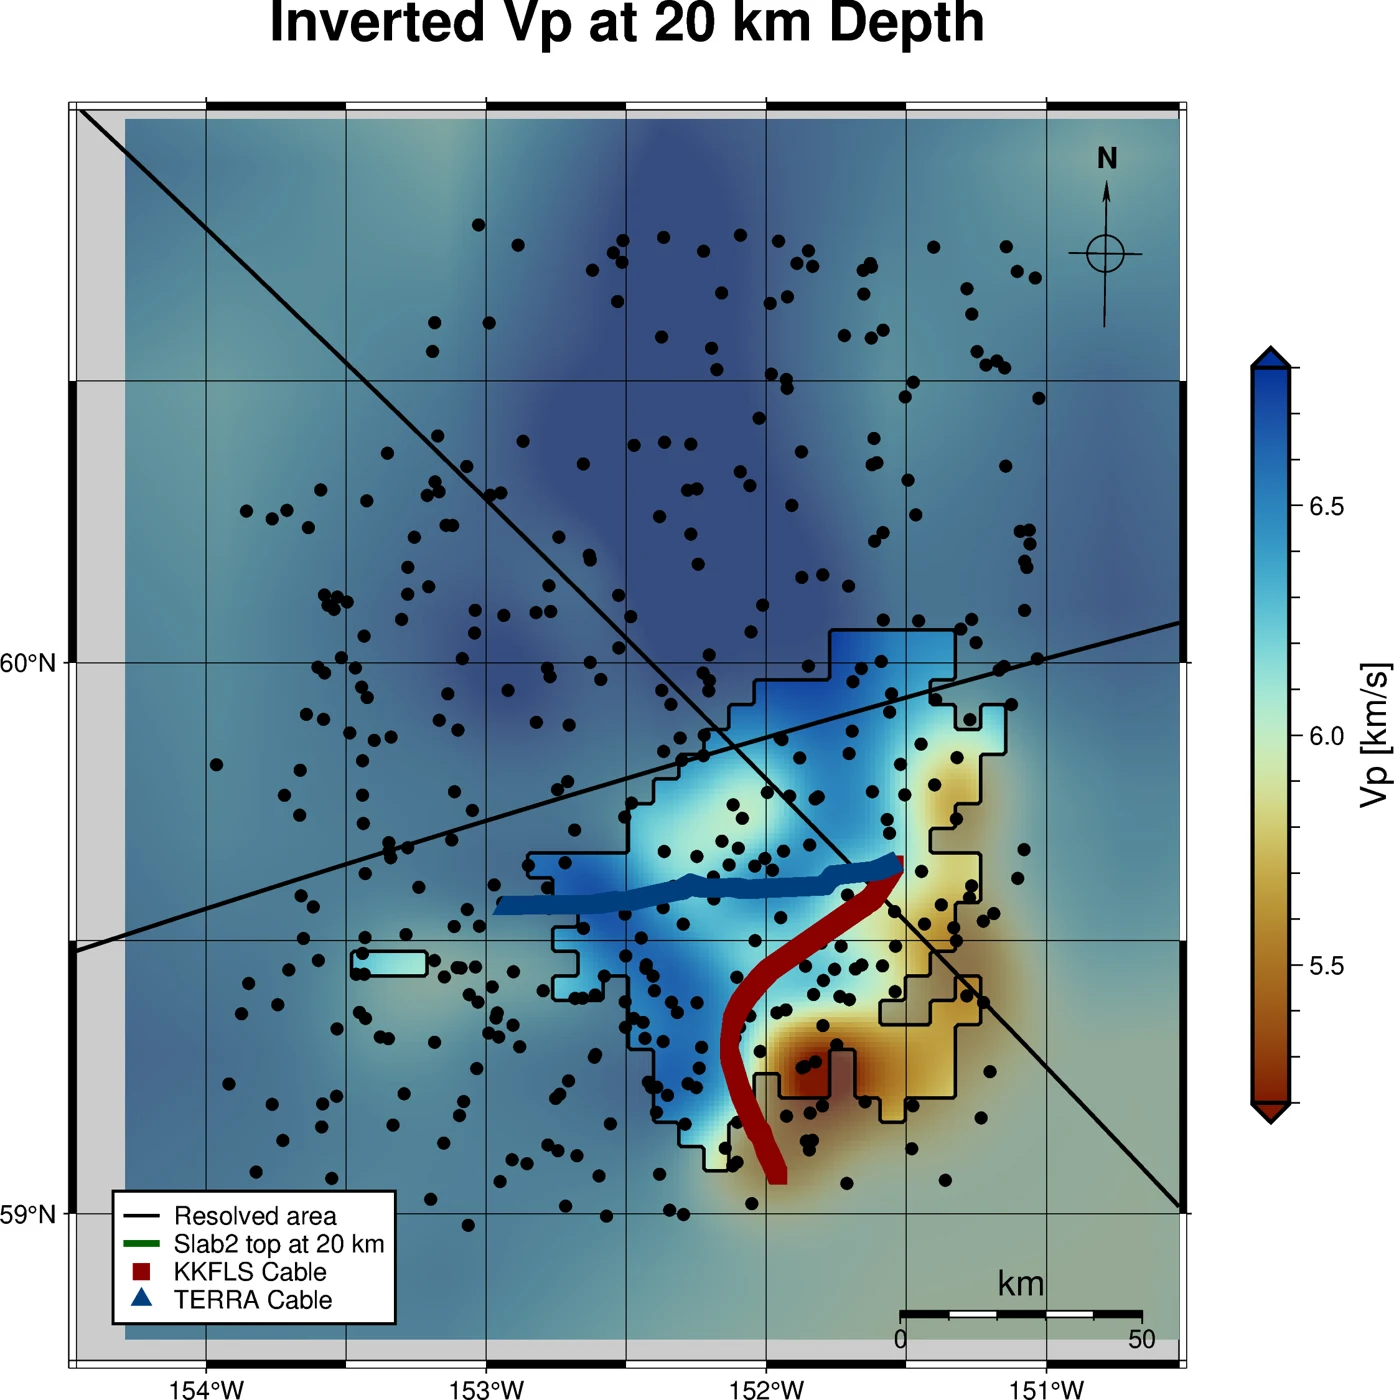 Inverted Vp at 20 km Depth
N
60°N
59°N
154°W
153°W
152°W
151°W
Resolved area
Slab2 top at 20 km
KKFLS Cable
TERRA Cable
km
0
50
6.5
6.0
5.5
Vp [km/s]